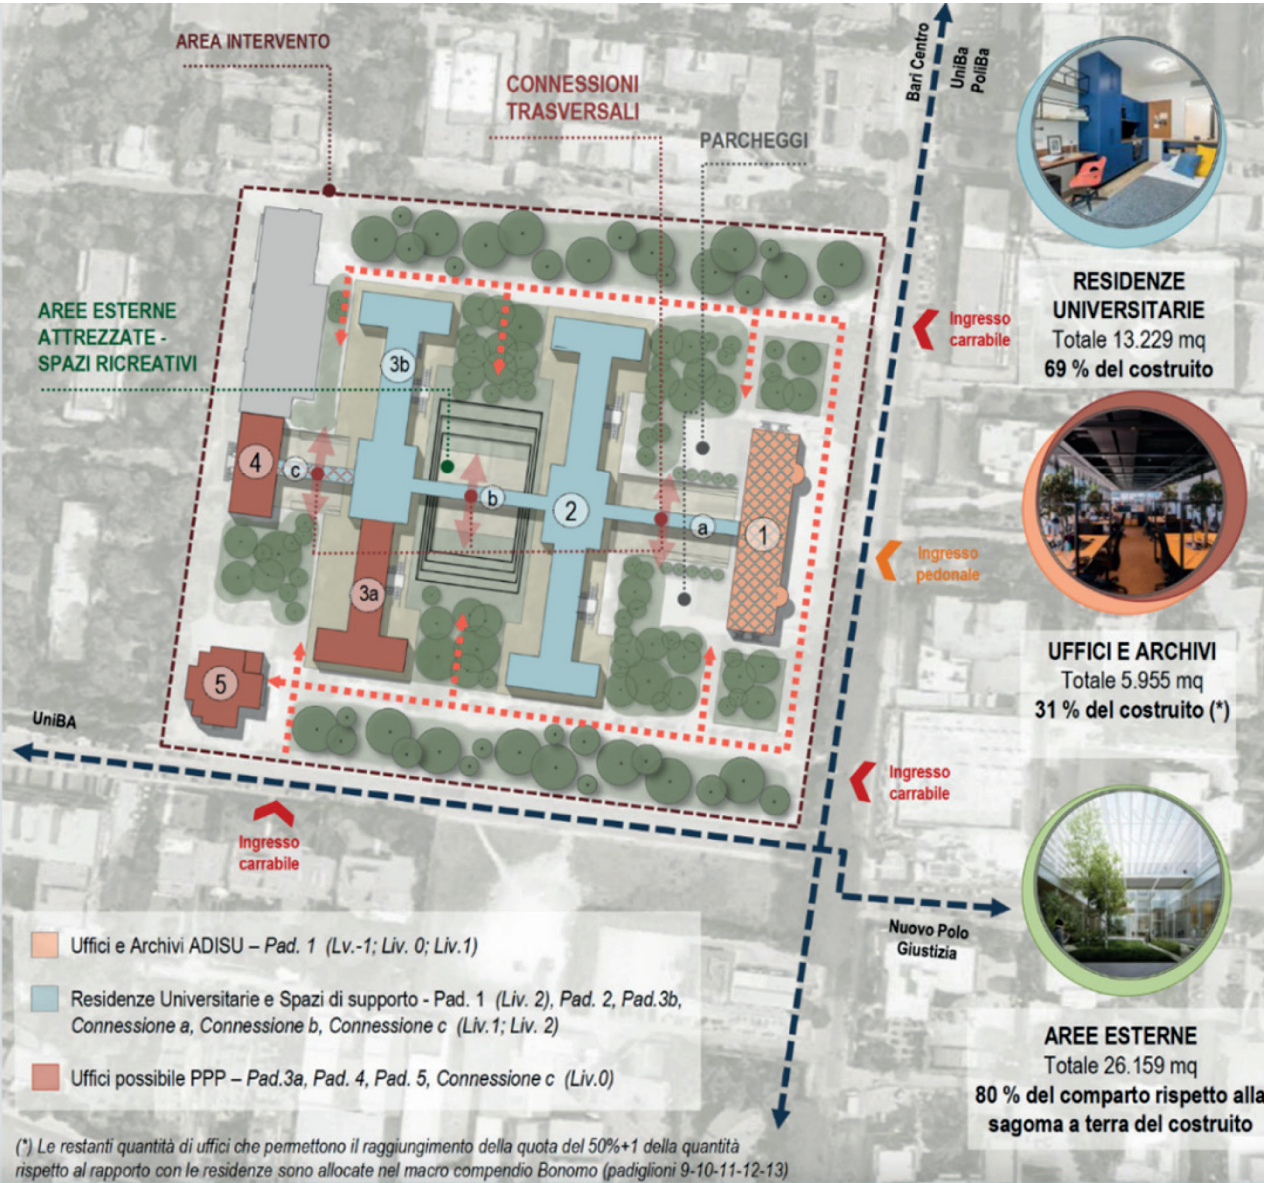 AREA INTERVENTO
CONNESSIONI
TRASVERSALI
PARCHEGGI
Bari Centro
UniBa
PoliBa
AREE ESTERNE
ATTREZZATE -
SPAZI RICREATIVI
3b
4
c
b
2
a
1
3a
5
UniBA
Ingresso
carrabile
Ingresso
pedonale
Ingresso
carrabile
Ingresso
carrabile
Nuovo Polo
Giustizia
RESIDENZE
UNIVERSITARIE
Totale 13.229 mq
69 % del costruito
UFFICI E ARCHIVI
Totale 5.955 mq
31 % del costruito (*)
AREE ESTERNE
Totale 26.159 mq
80 % del comparto rispetto alla
sagoma a terra del costruito
Uffici e Archivi ADISU – Pad. 1 (Lv.-1; Liv. 0; Liv.1)
Residenze Universitarie e Spazi di supporto - Pad. 1 (Liv. 2), Pad. 2, Pad.3b,
Connessione a, Connessione b, Connessione c (Liv.1; Liv. 2)
Uffici possibile PPP – Pad.3a, Pad. 4, Pad. 5, Connessione c (Liv.0)
(*) Le restanti quantità di uffici che permettono il raggiungimento della quota del 50%+1 della quantità
rispetto al rapporto con le residenze sono allocate nel macro compendio Bonomo (padiglioni 9-10-11-12-13)